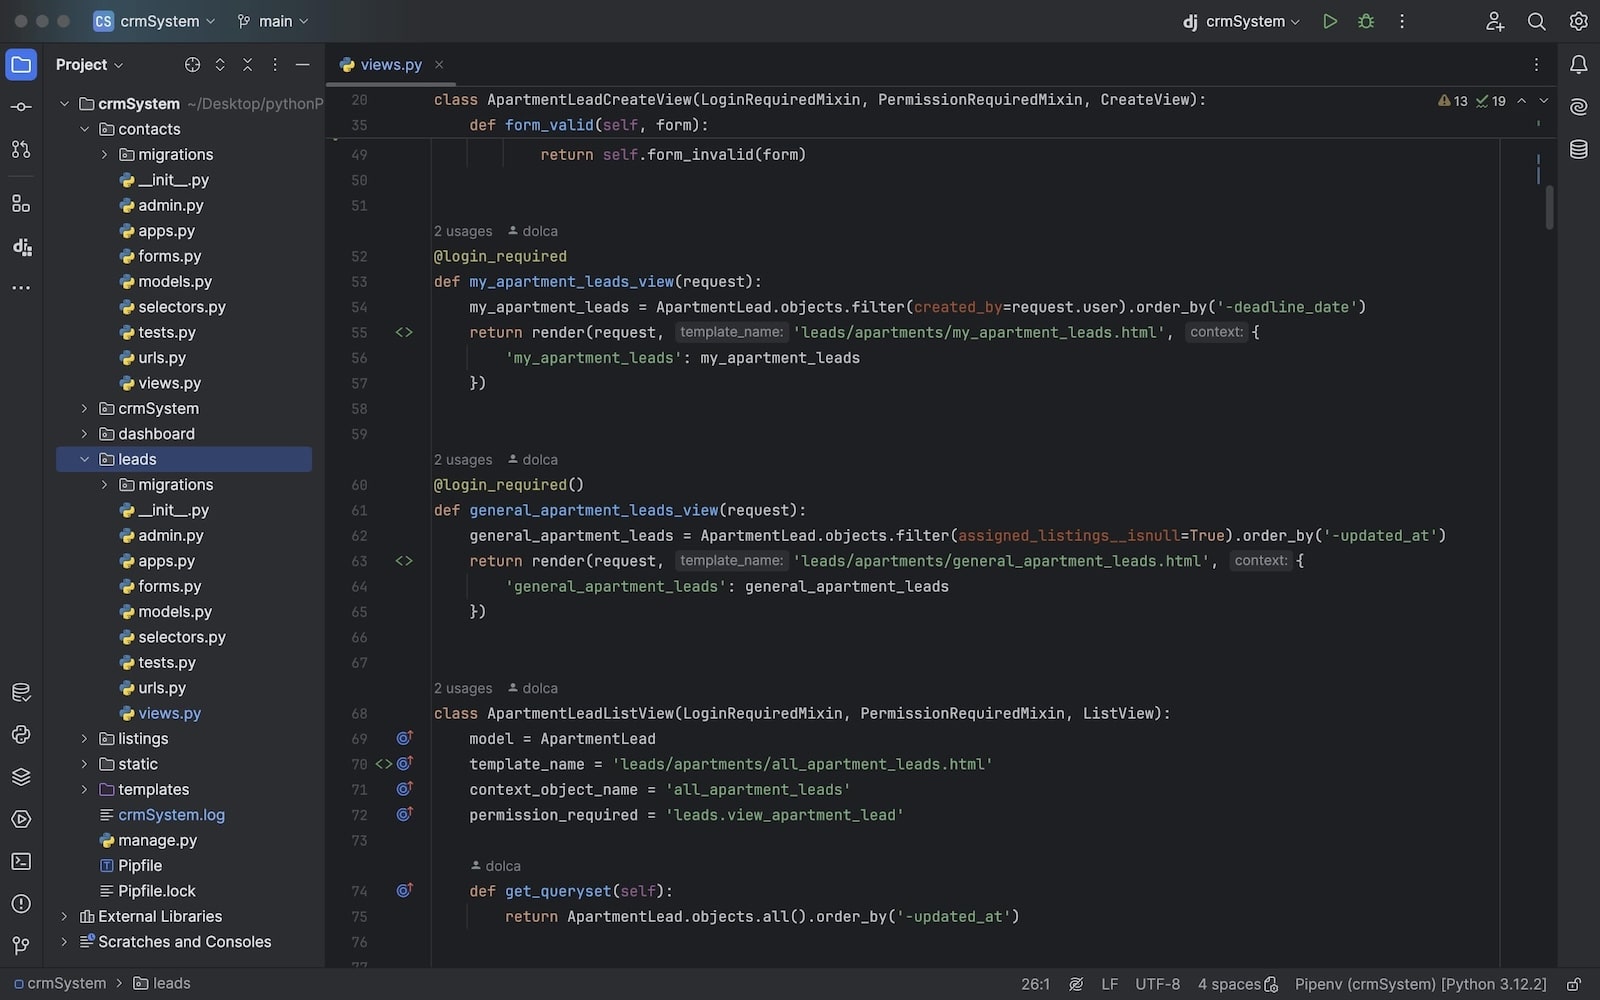 CS crmSystem main
dj crmSystem
Project
views.py
crmSystem ~/Desktop/pythonP
contacts
migrations
__init__.py
admin.py
apps.py
forms.py
models.py
selectors.py
tests.py
urls.py
views.py
crmSystem
dashboard
leads
migrations
__init__.py
admin.py
apps.py
forms.py
models.py
selectors.py
tests.py
urls.py
views.py
listings
static
templates
crmSystem.log
manage.py
Pipfile
Pipfile.lock
External Libraries
Scratches and Consoles
20 class ApartmentLeadCreateView(LoginRequiredMixin, PermissionRequiredMixin, CreateView):
13 19
35 def form_valid(self, form):
49 return self.form_invalid(form)
50
51
2 usages dolca
52 @login_required
53 def my_apartment_leads_view(request):
54 my_apartment_leads = ApartmentLead.objects.filter(created_by=request.user).order_by('-deadline_date')
55 <> return render(request, template_name: 'leads/apartments/my_apartment_leads.html', context: {
56 'my_apartment_leads': my_apartment_leads
57 })
58
59
2 usages dolca
60 @login_required()
61 def general_apartment_leads_view(request):
62 general_apartment_leads = ApartmentLead.objects.filter(assigned_listings__isnull=True).order_by('-updated_at')
63 <> return render(request, template_name: 'leads/apartments/general_apartment_leads.html', context: {
64 'general_apartment_leads': general_apartment_leads
65 })
66
67
2 usages dolca
68 class ApartmentLeadListView(LoginRequiredMixin, PermissionRequiredMixin, ListView):
69 model = ApartmentLead
70 <> template_name = 'leads/apartments/all_apartment_leads.html'
71 context_object_name = 'all_apartment_leads'
72 permission_required = 'leads.view_apartment_lead'
73
dolca
74 def get_queryset(self):
75 return ApartmentLead.objects.all().order_by('-updated_at')
76
77
crmSystem > leads
26:1 LF UTF-8 4 spaces Pipenv (crmSystem) [Python 3.12.2]